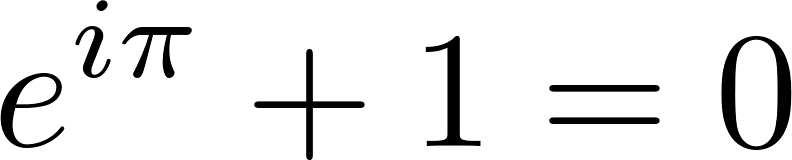 e^{iπ} + 1 = 0